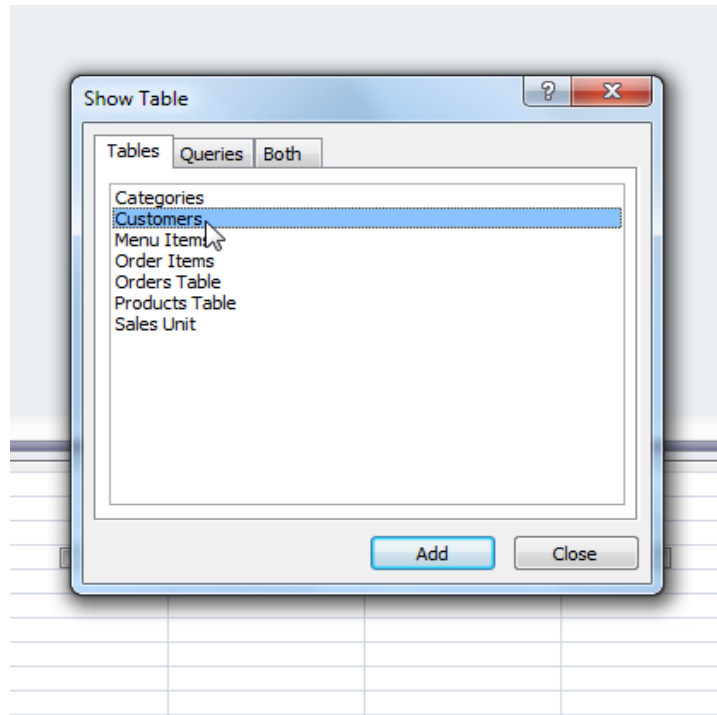 Show Table
Tables Queries Both
Categories
Customers
Menu Items
Order Items
Orders Table
Products Table
Sales Unit
Add Close